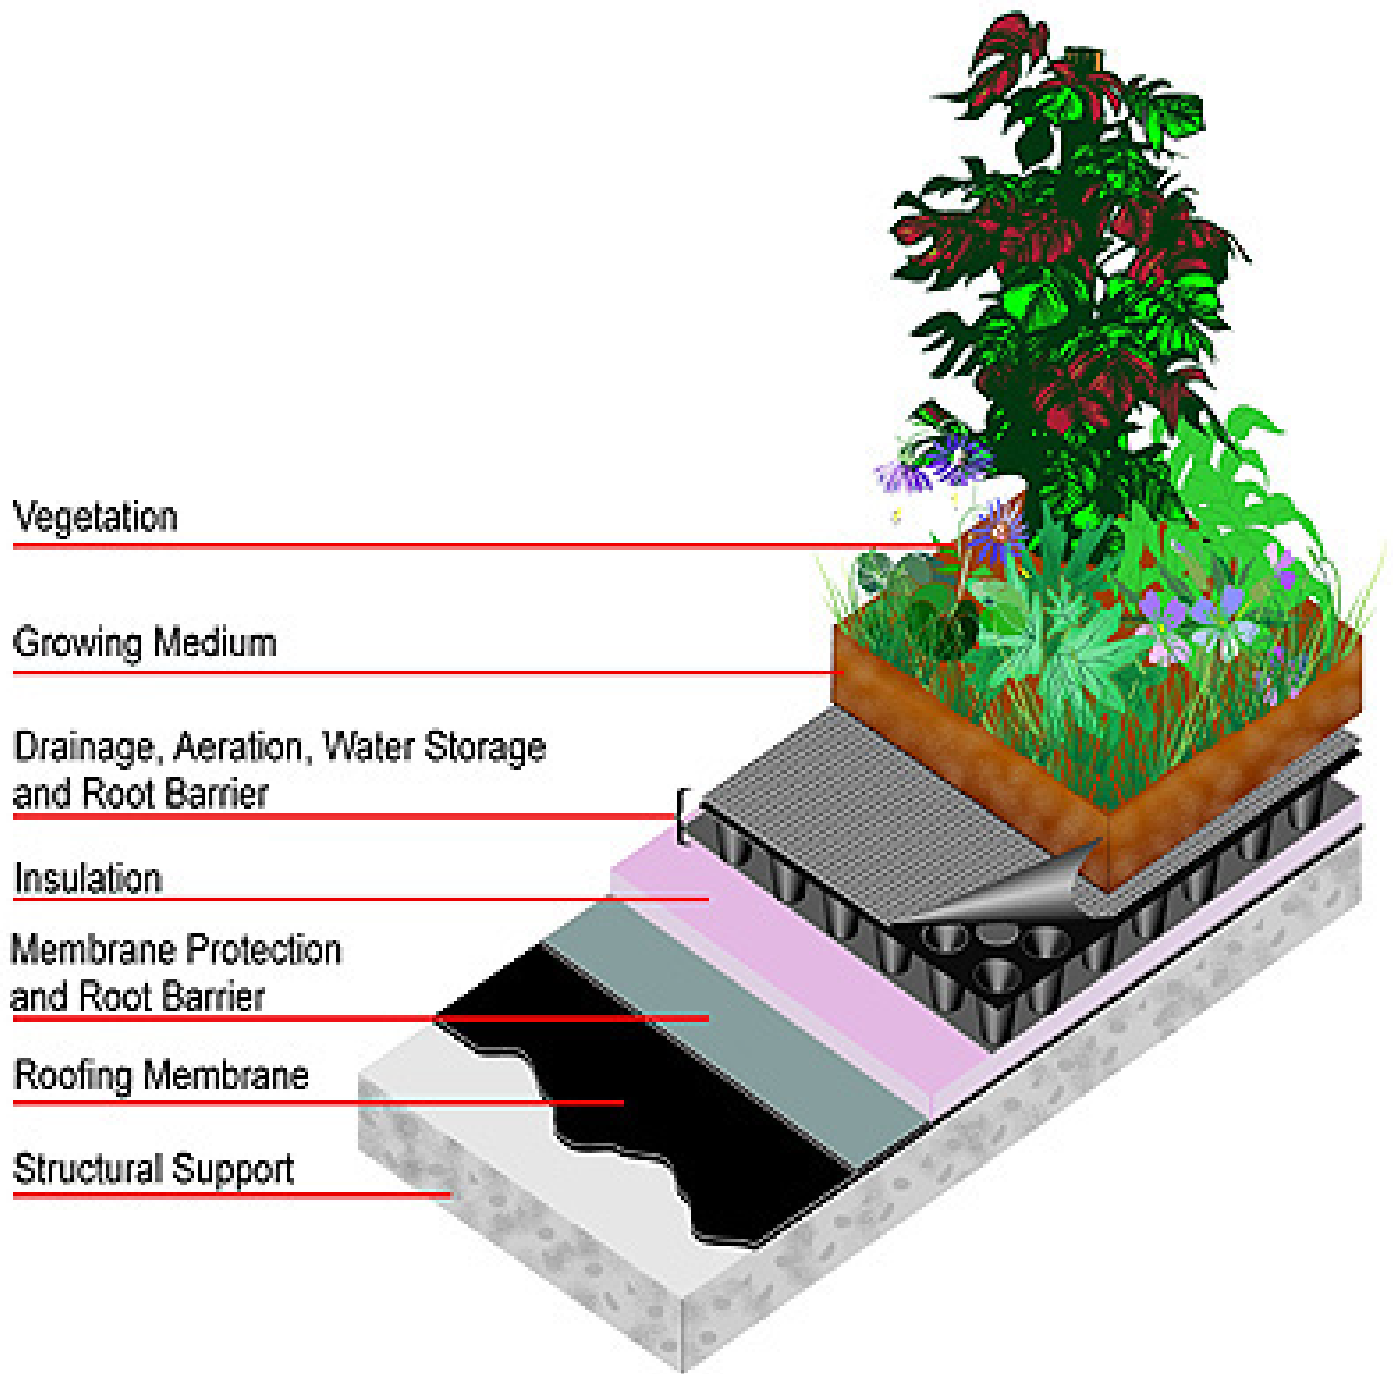 Vegetation
Growing Medium
Drainage, Aeration, Water Storage
and Root Barrier
Insulation
Membrane Protection
and Root Barrier
Roofing Membrane
Structural Support